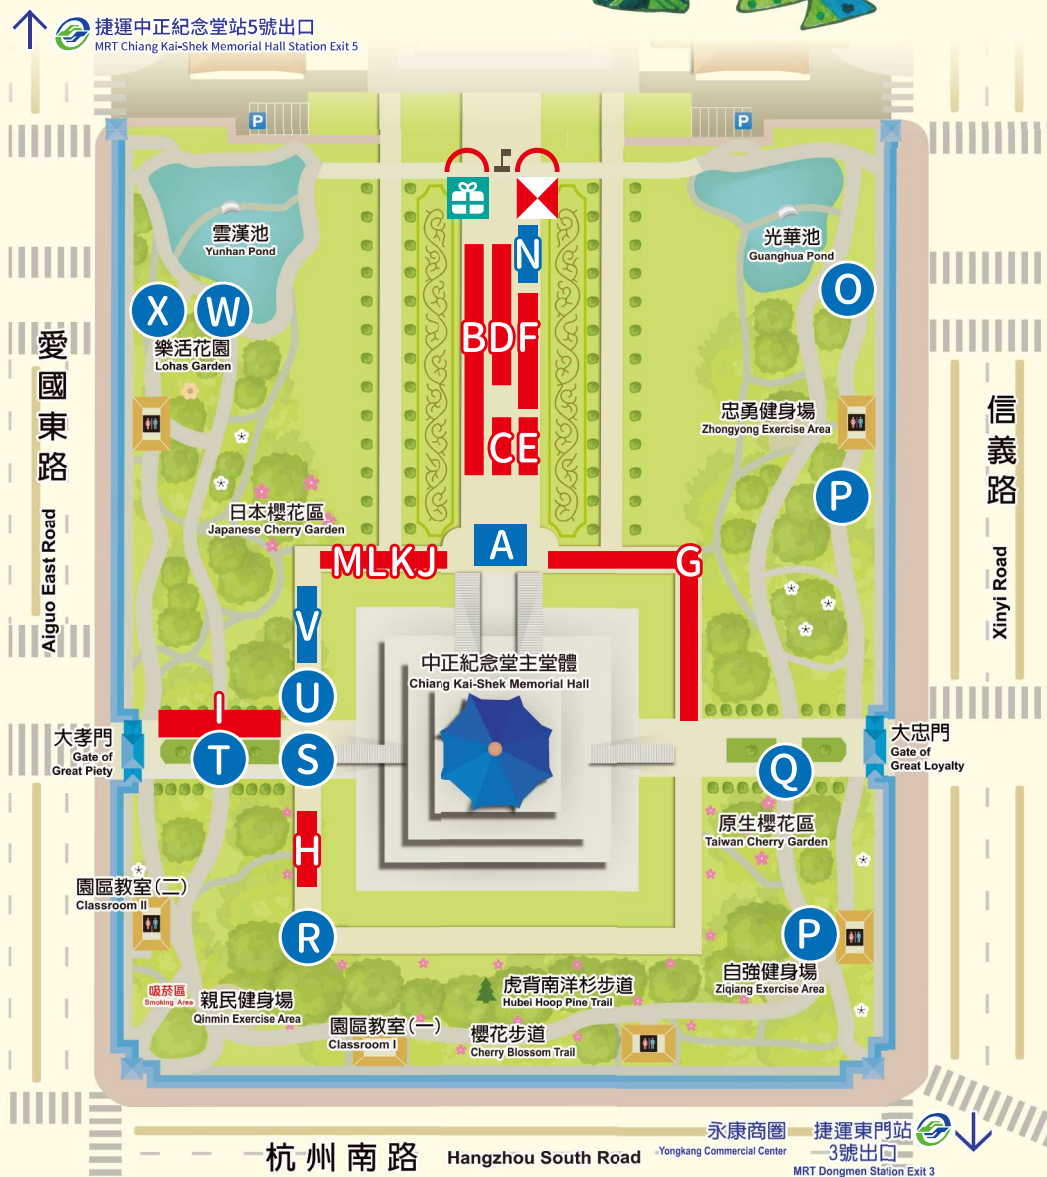 捷運中正紀念堂站5號出口
MRT Chiang Kai-Shek Memorial Hall Station Exit 5
P
P
雲漢池
Yunhan Pond
光華池
Guanghua Pond
N
O
X
W
B
D
F
樂活花園
Lohas Garden
愛國東路
Aiguo East Road
忠勇健身場
Zhongyong Exercise Area
信義路
Xinyi Road
C
E
P
日本櫻花區
Japanese Cherry Garden
A
M
L
K
J
G
V
中正紀念堂主堂體
Chiang Kai-Shek Memorial Hall
U
I
大孝門
Gate of
Great Piety
T
S
大忠門
Gate of
Great Loyalty
Q
原生櫻花區
Taiwan Cherry Garden
H
園區教室(二)
Classroom II
R
P
自強健身場
Ziqiang Exercise Area
吸菸區
Smoking Area
親民健身場
Qinmin Exercise Area
虎背南洋杉步道
Hubei Hoop Pine Trail
園區教室(一)
Classroom I
櫻花步道
Cherry Blossom Trail
杭州南路
Hangzhou South Road
永康商圈
Yongkang Commercial Center
捷運東門站
3號出口
MRT Dongmen Station Exit 3